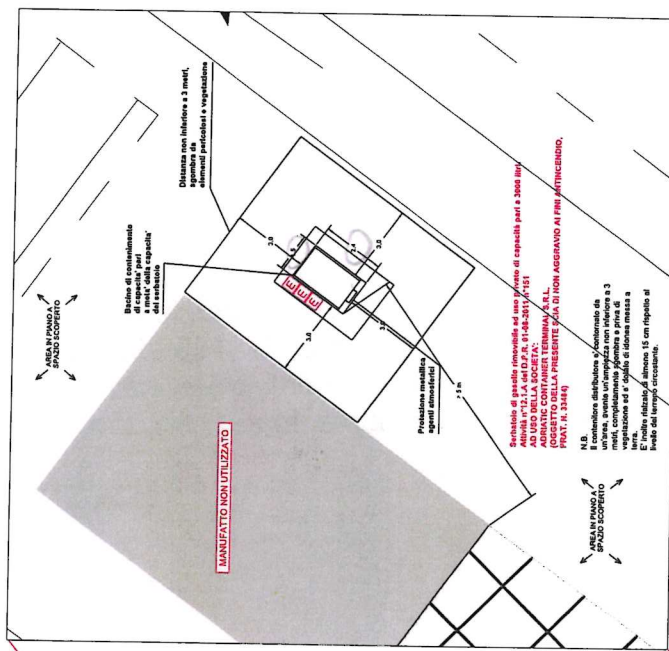 AREA IN PIANO A
SPAZIO SCOPERTO
Distanza non inferiore a 3 metri,
sgombra da
elementi pericolosi e vegetazione
Bacino di contenimento
di capacita' pari
a meta' della capacita'
del serbatoio
3.0
1.5
2.4
3.0
3.0
3.0
E
E
E
MANUFATTO NON UTILIZZATO
Protezione metallica
agenti atmosferici
> 5 m
Serbatoio di gasolio rimovibile ad uso privato di capacità pari a 3000 litri.
Attività n°12.1.A del D.P.R. 01-08-2011 n°151
AD USO DELLA SOCIETA':
ADRIATIC CONTAINER TERMINAL S.R.L.
(OGGETTO DELLA PRESENTE SCIA DI NON AGGRAVIO AI FINI ANTINCENDIO.
PRAT. N. 33484)
N.B.
Il contenitore distributore e' contornato da
un'area, avente un'ampiezza non inferiore a 3
metri, completamente sgombra e priva di
vegetazione ed e' dotato di idonea messa a
terra.
E' inoltre rialzato di almeno 15 cm rispetto al
livello del terreno circostante.
AREA IN PIANO A
SPAZIO SCOPERTO